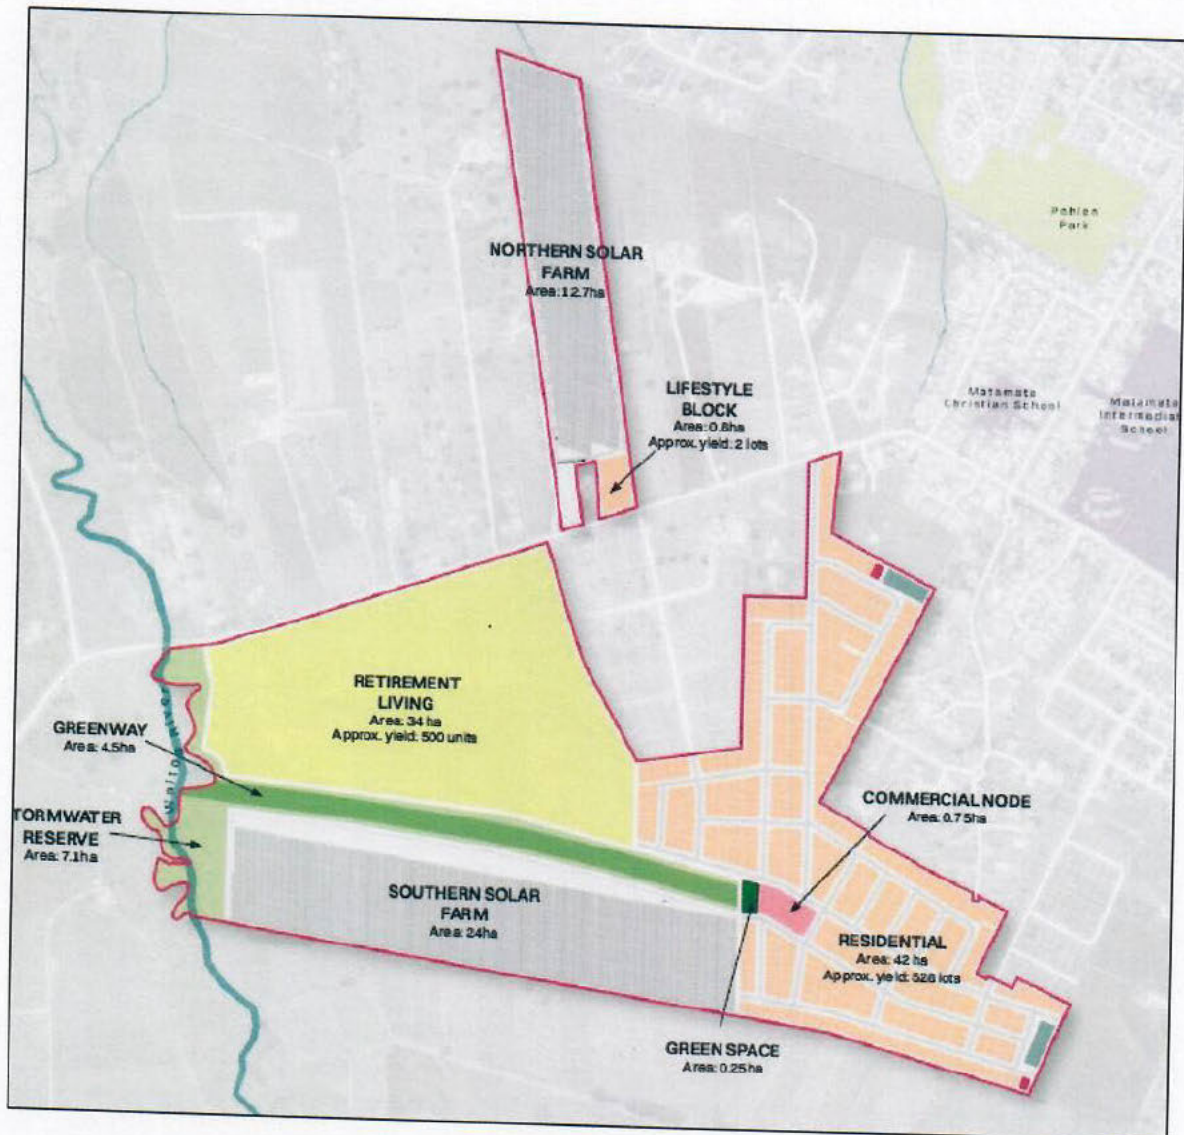 Pohlen
Park
NORTHERN SOLAR
FARM
Area: 12.7ha
LIFESTYLE
BLOCK
Area: 0.8ha
Approx. yield: 2 lots
Matamata
Christian School
Matamata
Intermediat
School
RETIREMENT
LIVING
Area: 34 ha
Approx. yield: 500 units
GREENWAY
Area: 4.5ha
Walton River
TORMWATER
RESERVE
Area: 7.1ha
COMMERCIAL NODE
Area: 0.75ha
SOUTHERN SOLAR
FARM
Area: 24ha
RESIDENTIAL
Area: 42 ha
Approx. yield: 526 lots
GREEN SPACE
Area: 0.25ha